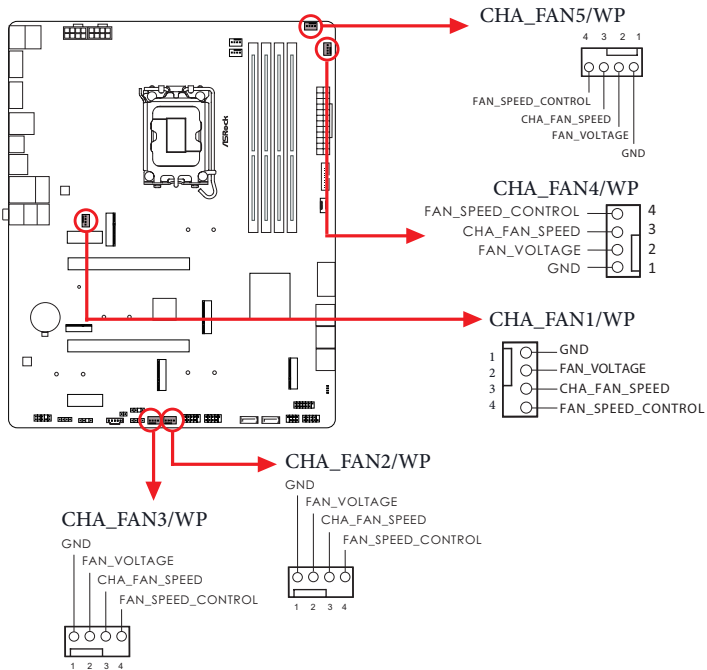 CHA_FAN5/WP
4 3 2 1
FAN_SPEED_CONTROL
CHA_FAN_SPEED
FAN_VOLTAGE
GND
ASRock
CHA_FAN4/WP
FAN_SPEED_CONTROL 4
CHA_FAN_SPEED 3
FAN_VOLTAGE 2
GND 1
CHA_FAN1/WP
1 GND
2 FAN_VOLTAGE
3 CHA_FAN_SPEED
4 FAN_SPEED_CONTROL
CHA_FAN2/WP
GND
FAN_VOLTAGE
CHA_FAN_SPEED
FAN_SPEED_CONTROL
1 2 3 4
CHA_FAN3/WP
GND
FAN_VOLTAGE
CHA_FAN_SPEED
FAN_SPEED_CONTROL
1 2 3 4